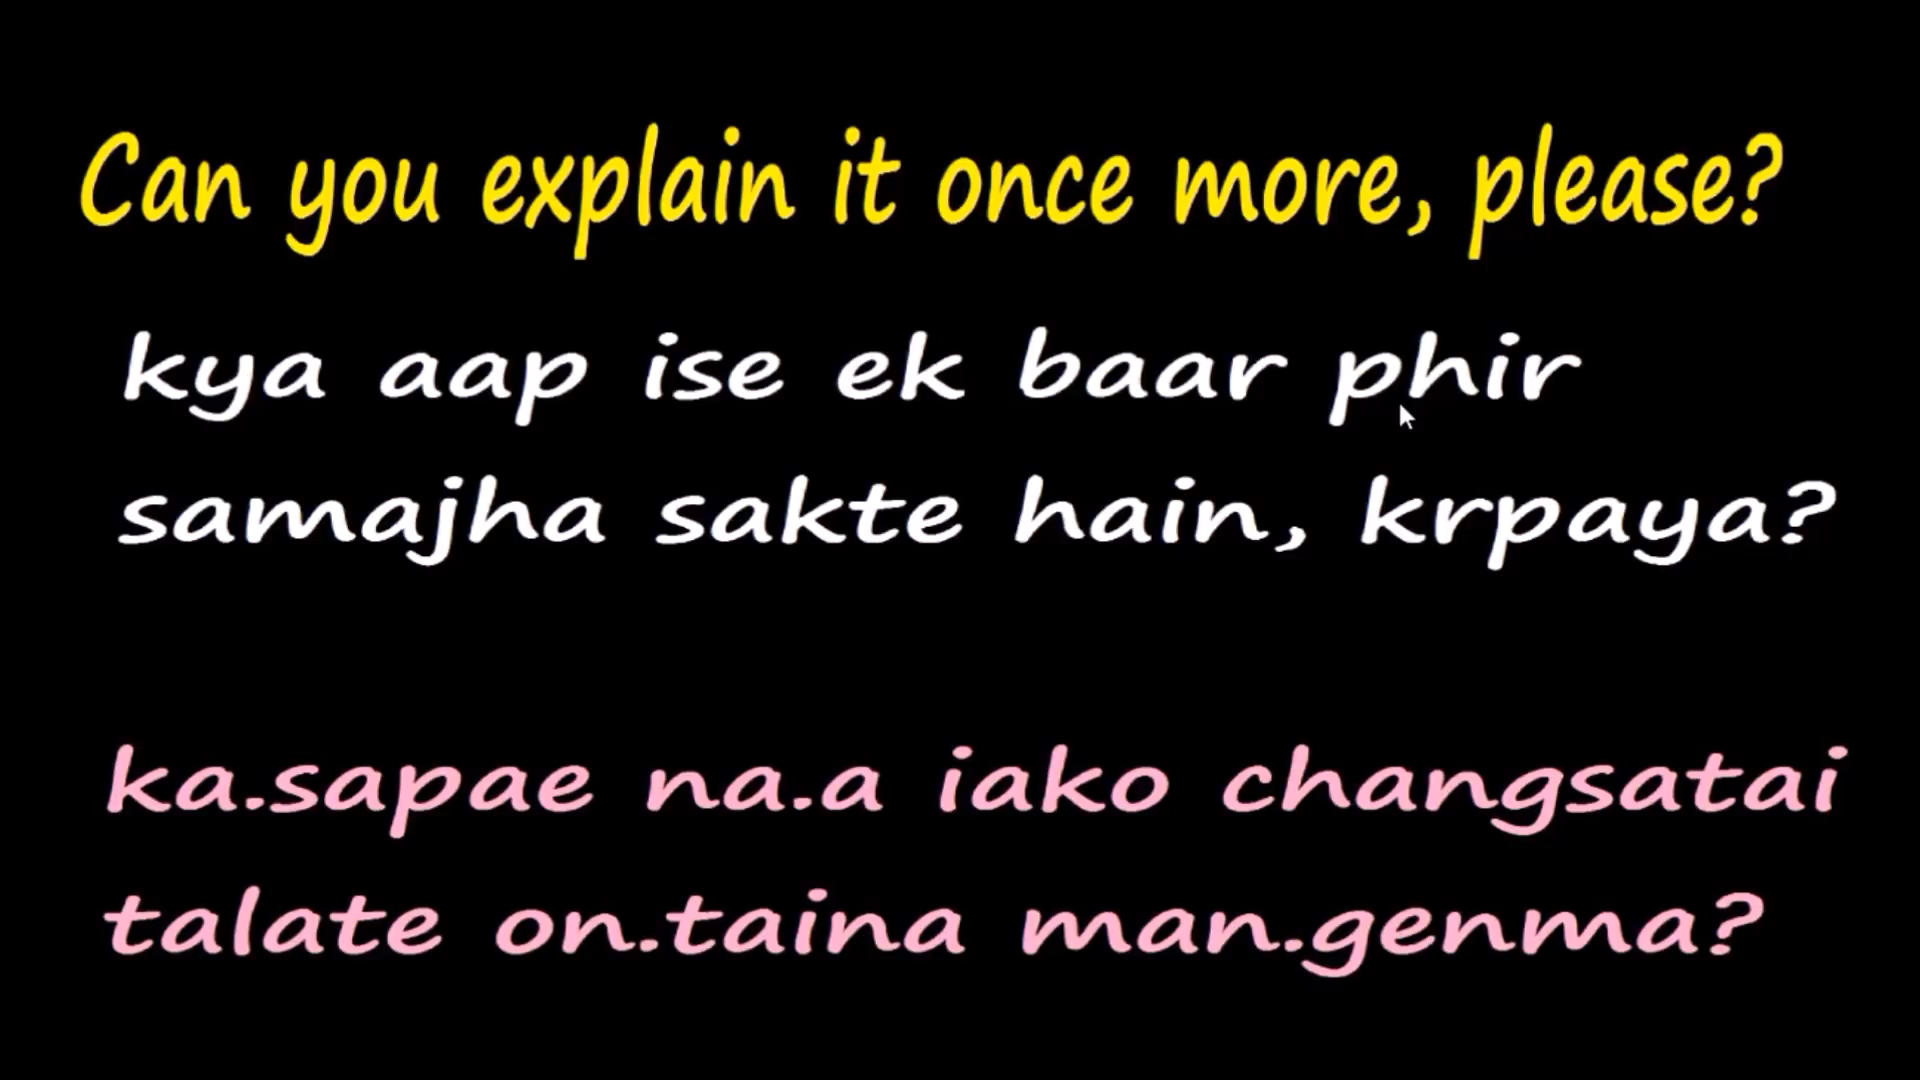 Can you explain it once more, please?
kya aap ise ek baar phir
samajha sakte hain, krpaya?
ka.sapae na.a iako changsatai
talate on.taina man.genma?